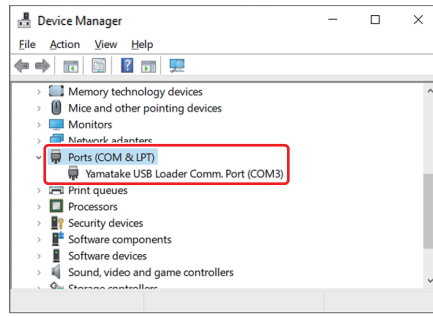 Device Manager
File Action View Help
Memory technology devices
Mice and other pointing devices
Monitors
Network adapters
Ports (COM & LPT)
Yamatake USB Loader Comm. Port (COM3)
Print queues
Processors
Security devices
Software components
Software devices
Sound, video and game controllers
Storage controllers